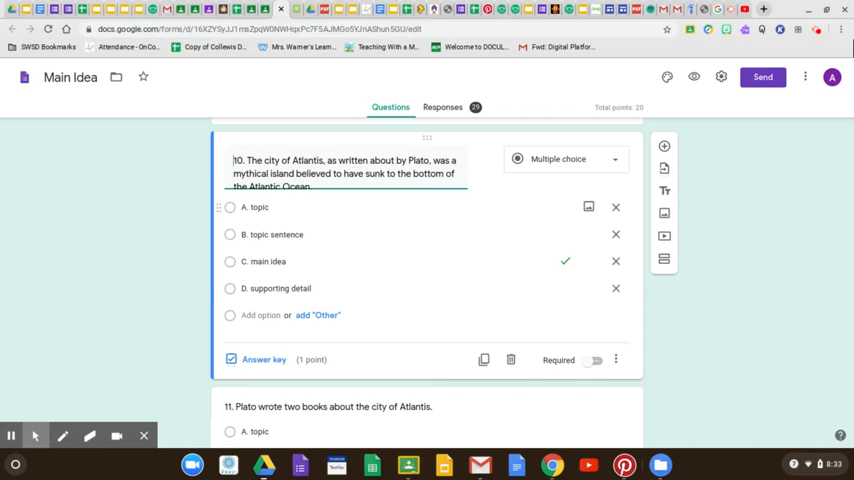 docs.google.com/forms/d/16XZYSyJJ1msZpqW0NWHqxPc7F5AJMGo5YJnAShun5GU/edit
SWSD Bookmarks
Attendance - OnCo...
Copy of Collewis D...
Mrs. Warner's Learn...
Teaching With a M...
Welcome to DOCUL...
Fwd: Digital Platfor...
Main Idea
Send
A
Questions
Responses 29
Total points: 20
10. The city of Atlantis, as written about by Plato, was a
mythical island believed to have sunk to the bottom of
the Atlantic Ocean.
Multiple choice
A. topic
B. topic sentence
C. main idea
D. supporting detail
Add option or add "Other"
Answer key (1 point)
Required
11. Plato wrote two books about the city of Atlantis.
A. topic
8:33